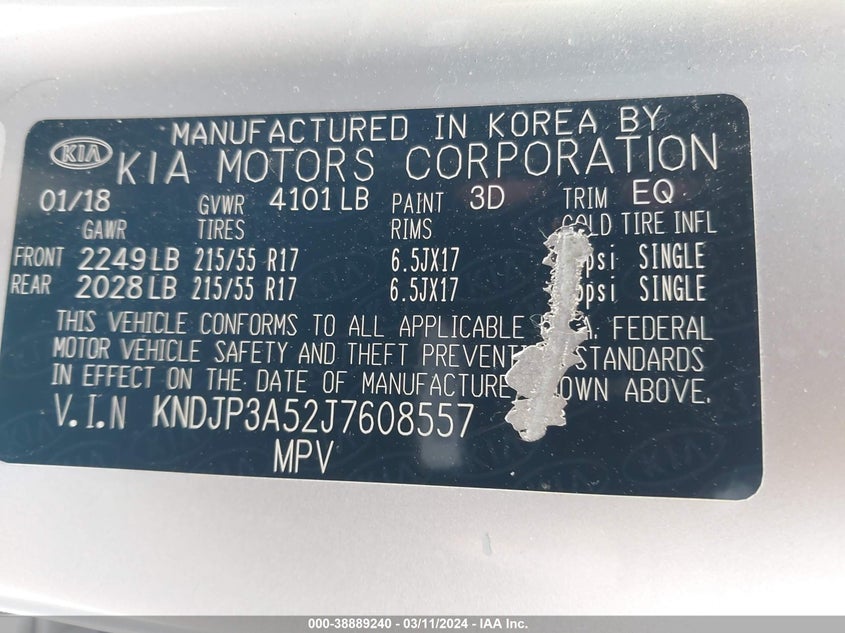 MANUFACTURED IN KOREA BY
KIA KIA MOTORS CORPORATION
01/18 GVWR 4101 LB PAINT 3D TRIM EQ
GAWR TIRES RIMS COLD TIRE INFL
FRONT 2249 LB 215/55 R17 6.5JX17 psi SINGLE
REAR 2028 LB 215/55 R17 6.5JX17 psi SINGLE
THIS VEHICLE CONFORMS TO ALL APPLICABLE FEDERAL
MOTOR VEHICLE SAFETY AND THEFT STANDARDS
IN EFFECT ON THE DATE OF MANUFACTURE ABOVE.
V.I.N KNDJP3A52J7608557
MPV
000-38889240 - 03/11/2024 - IAA Inc.